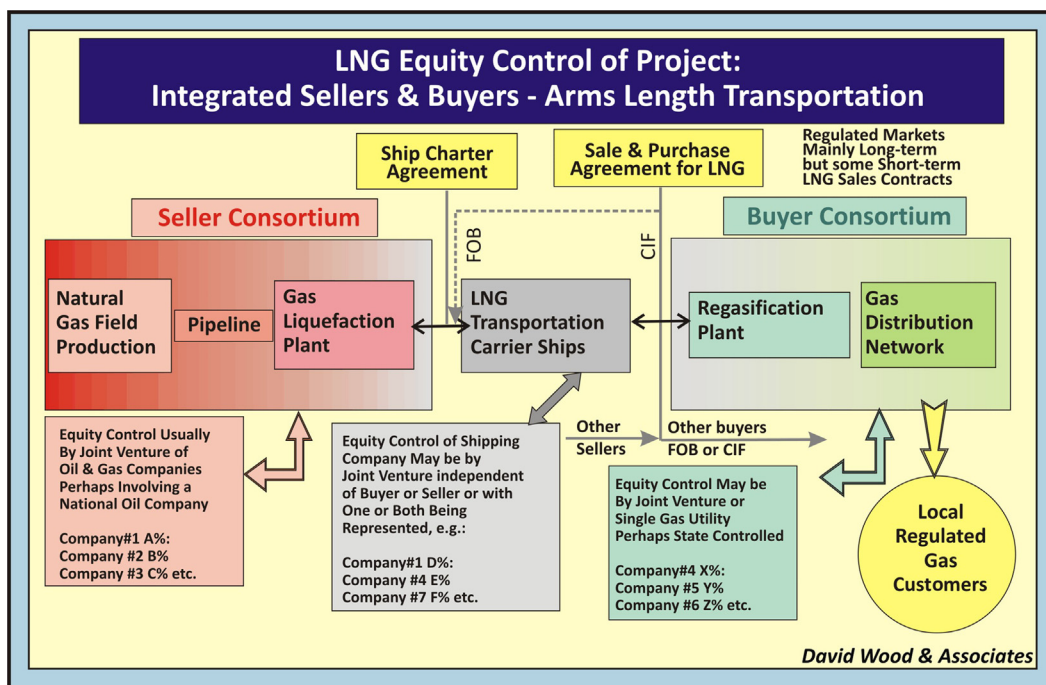 LNG Equity Control of Project:
Integrated Sellers & Buyers - Arms Length Transportation
Ship Charter
Agreement
Sale & Purchase
Agreement for LNG
Regulated Markets
Mainly Long-term
but some Short-term
LNG Sales Contracts
Seller Consortium
Buyer Consortium
FOB
CIF
Natural
Gas Field
Production
Pipeline
Gas
Liquefaction
Plant
LNG
Transportation
Carrier Ships
Regasification
Plant
Gas
Distribution
Network
Equity Control Usually
By Joint Venture of
Oil & Gas Companies
Perhaps Involving a
National Oil Company
Company#1 A%:
Company #2 B%
Company #3 C% etc.
Equity Control of Shipping
Company May be by
Joint Venture independent
of Buyer or Seller or with
One or Both Being
Represented, e.g.:
Company#1 D%:
Company #4 E%
Company #7 F% etc.
Other
Sellers
Other buyers
FOB or CIF
Equity Control May be
By Joint Venture or
Single Gas Utility
Perhaps State Controlled
Company#4 X%:
Company #5 Y%
Company #6 Z% etc.
Local
Regulated
Gas
Customers
David Wood & Associates